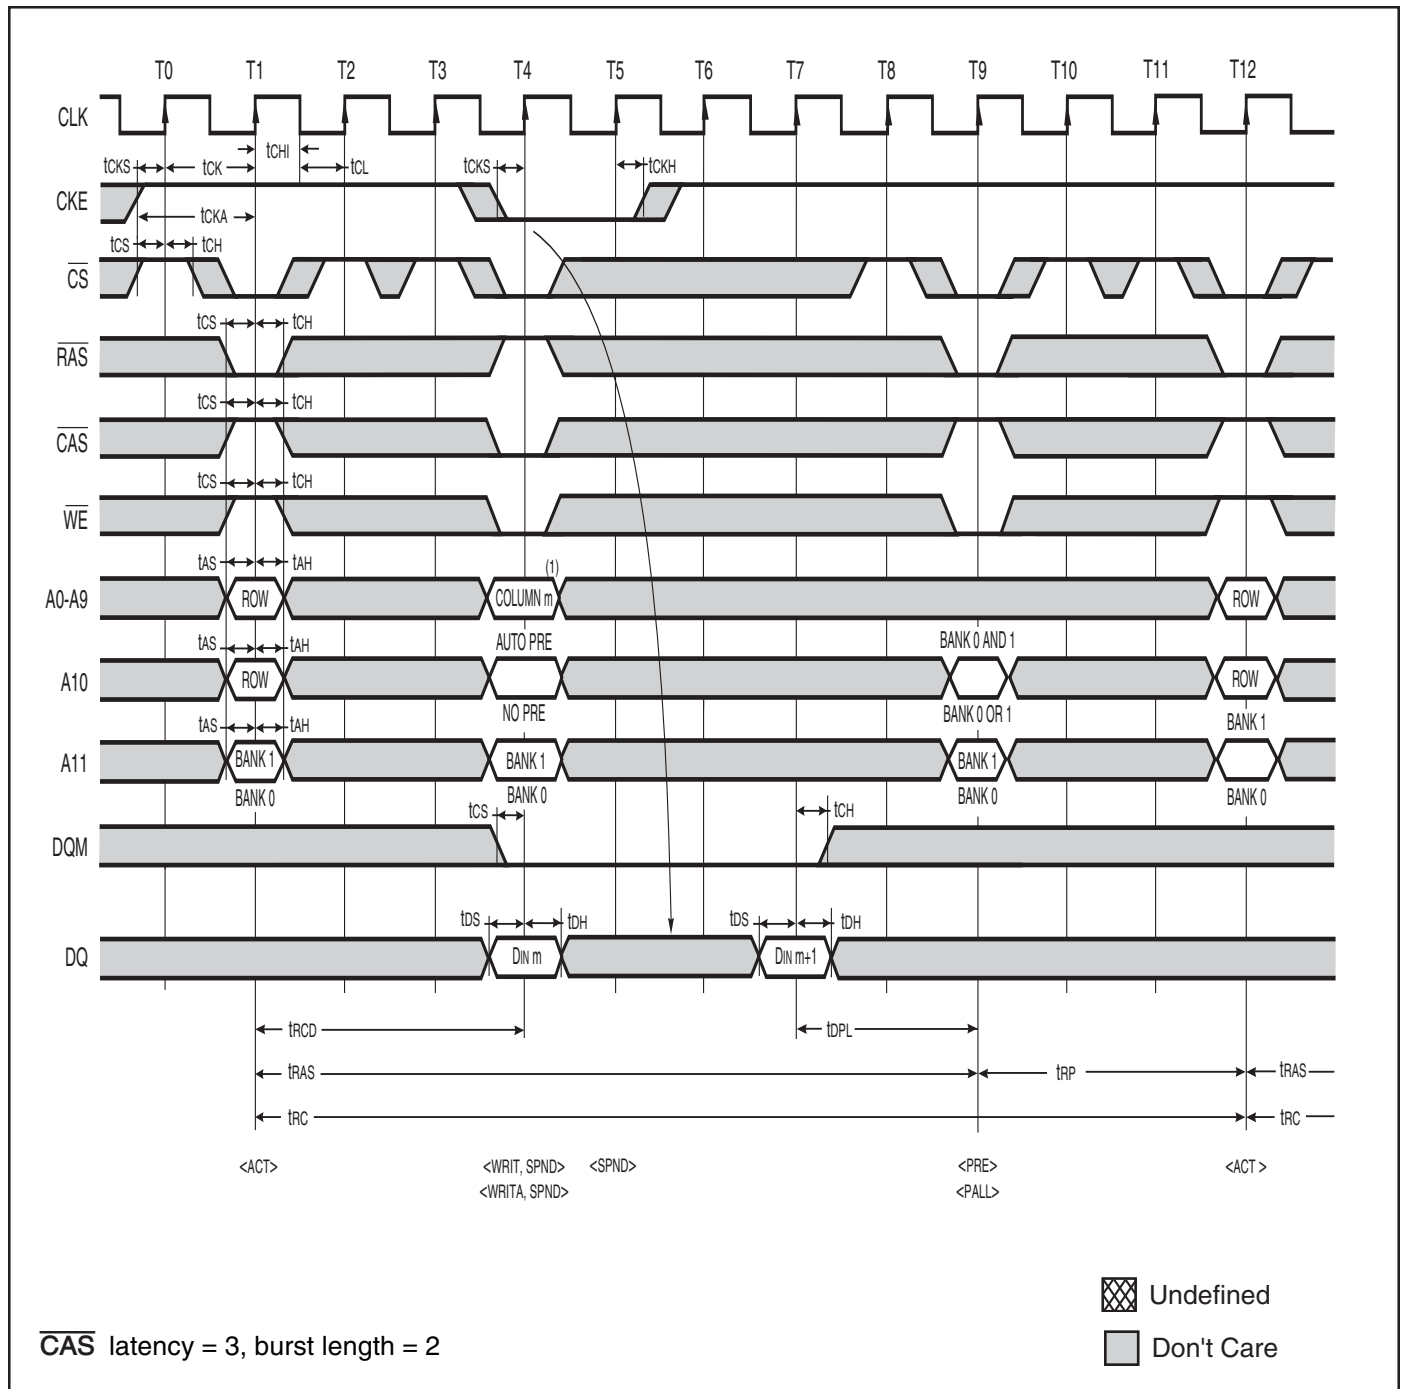 T0 T1 T2 T3 T4 T5 T6 T7 T8 T9 T10 T11 T12
CLK
tCHI
tCKS tCK tCL tCKS tCKH
CKE
tCKA
tCS tCH
CS
tCS tCH
RAS
tCS tCH
CAS
tCS tCH
WE
tAS tAH (1)
A0-A9 ROW COLUMN m ROW
tAS tAH AUTO PRE BANK 0 AND 1
A10 ROW ROW
NO PRE BANK 0 OR 1 BANK 1
tAS tAH
A11 BANK 1 BANK 1 BANK 1
BANK 0 BANK 0 BANK 0 BANK 0
tCS tCH
DQM
tDS tDH tDS tDH
DQ DIN m DIN m+1
tRCD tDPL
tRAS tRP tRAS
tRC tRC
<ACT> <WRIT, SPND> <SPND> <PRE> <ACT >
<WRITA, SPND> <PALL>
Undefined
CAS latency = 3, burst length = 2
Don't Care